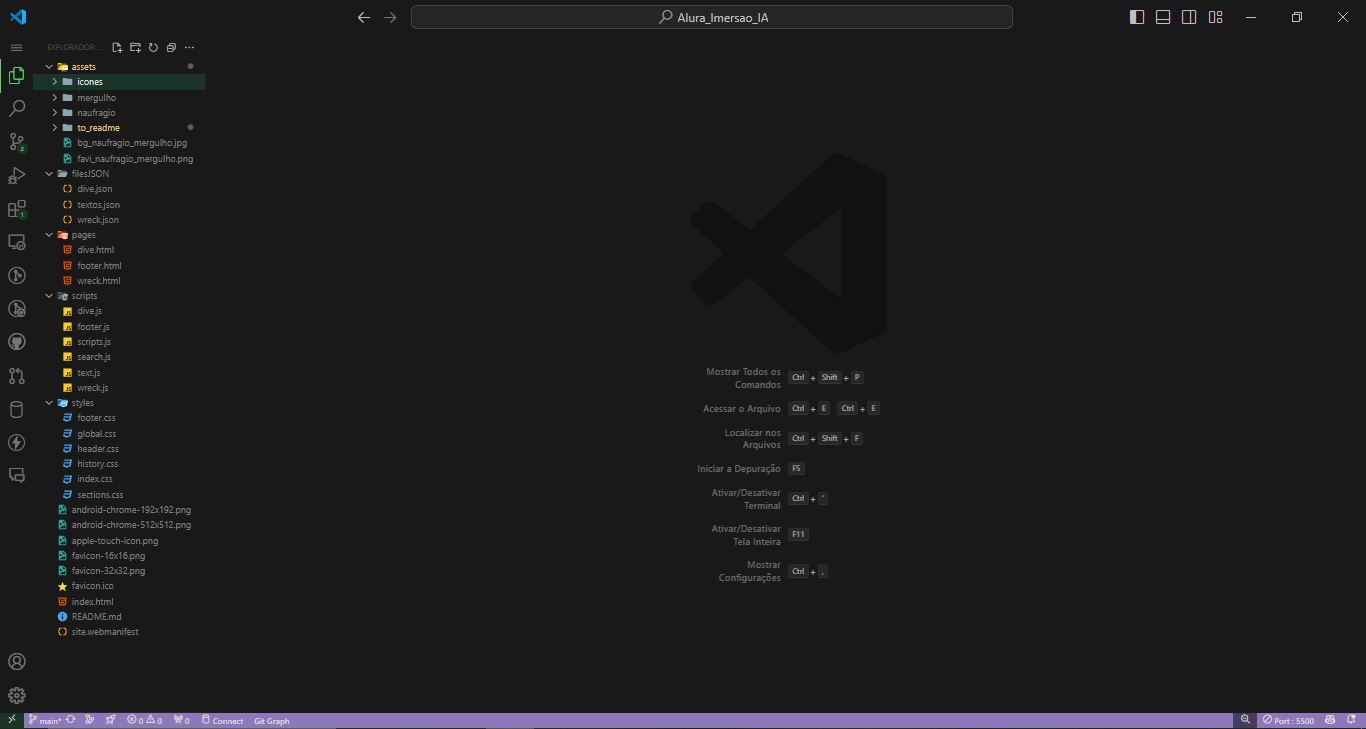 Alura_Imersao_IA
EXPLORADOR: ...
assets
icones
mergulho
naufragio
to_readme
bg_naufragio_mergulho.jpg
favi_naufragio_mergulho.png
filesJSON
dive.json
textos.json
wreck.json
pages
dive.html
footer.html
wreck.html
scripts
dive.js
footer.js
scripts.js
search.js
text.js
wreck.js
styles
footer.css
global.css
header.css
history.css
index.css
sections.css
android-chrome-192x192.png
android-chrome-512x512.png
apple-touch-icon.png
favicon-16x16.png
favicon-32x32.png
favicon.ico
index.html
README.md
site.webmanifest
2
1
Mostrar Todos os
Comandos Ctrl + Shift + P
Acessar o Arquivo Ctrl + E Ctrl + E
Localizar nos
Arquivos Ctrl + Shift + F
Iniciar a Depuração F5
Ativar/Desativar
Terminal Ctrl + '
Ativar/Desativar
Tela Inteira F11
Mostrar
Configurações Ctrl + ,
main* 0 0 0 Connect Git Graph Port : 5500